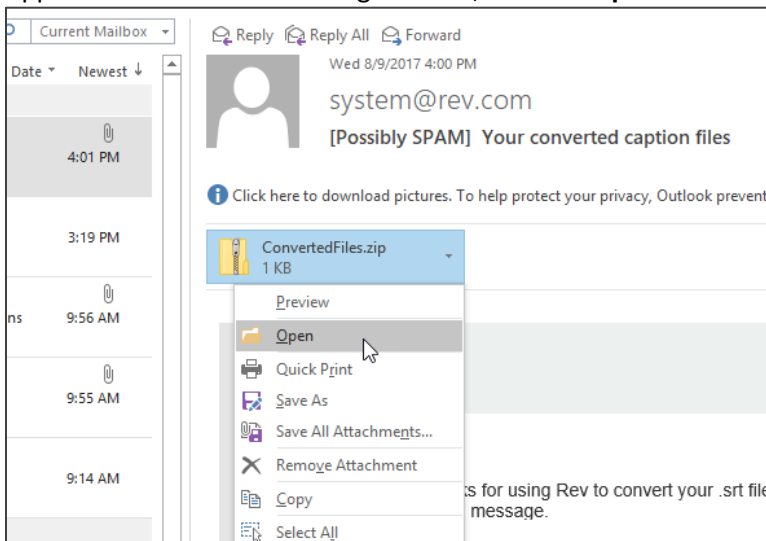 Current Mailbox
Reply Reply All Forward
Date Newest
Wed 8/9/2017 4:00 PM
system@rev.com
[Possibly SPAM] Your converted caption files
4:01 PM
Click here to download pictures. To help protect your privacy, Outlook prevent
3:19 PM
ConvertedFiles.zip
1 KB
Preview
ns 9:56 AM
Open
Quick Print
9:55 AM
Save As
Save All Attachments...
Remove Attachment
9:14 AM
s for using Rev to convert your .srt file
Copy
message.
Select All